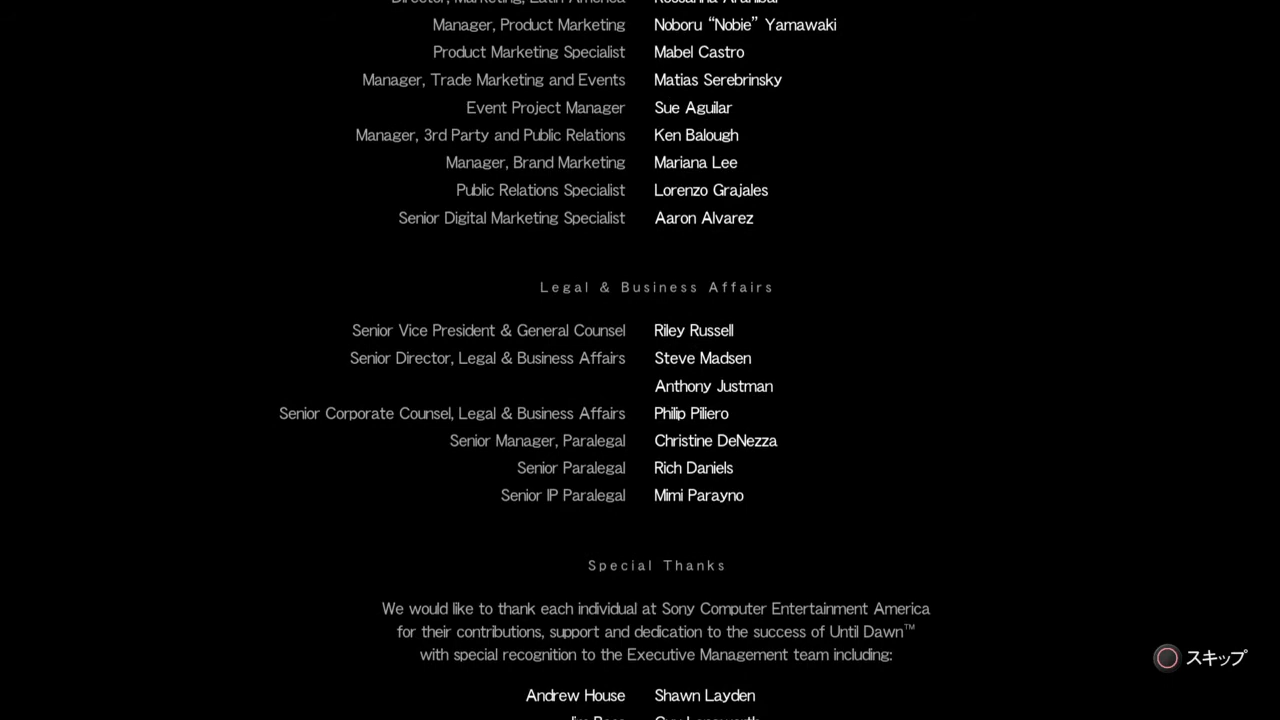 Director, Marketing, Latin America
Manager, Product Marketing Noboru “Nobie” Yamawaki
Product Marketing Specialist Mabel Castro
Manager, Trade Marketing and Events Matias Serebrinsky
Event Project Manager Sue Aguilar
Manager, 3rd Party and Public Relations Ken Balough
Manager, Brand Marketing Mariana Lee
Public Relations Specialist Lorenzo Grajales
Senior Digital Marketing Specialist Aaron Alvarez
Legal & Business Affairs
Senior Vice President & General Counsel Riley Russell
Senior Director, Legal & Business Affairs Steve Madsen
Anthony Justman
Senior Corporate Counsel, Legal & Business Affairs Philip Piliero
Senior Manager, Paralegal Christine DeNezza
Senior Paralegal Rich Daniels
Senior IP Paralegal Mimi Parayno
Special Thanks
We would like to thank each individual at Sony Computer Entertainment America
for their contributions, support and dedication to the success of Until Dawn™
with special recognition to the Executive Management team including:
スキップ
Andrew House Shawn Layden